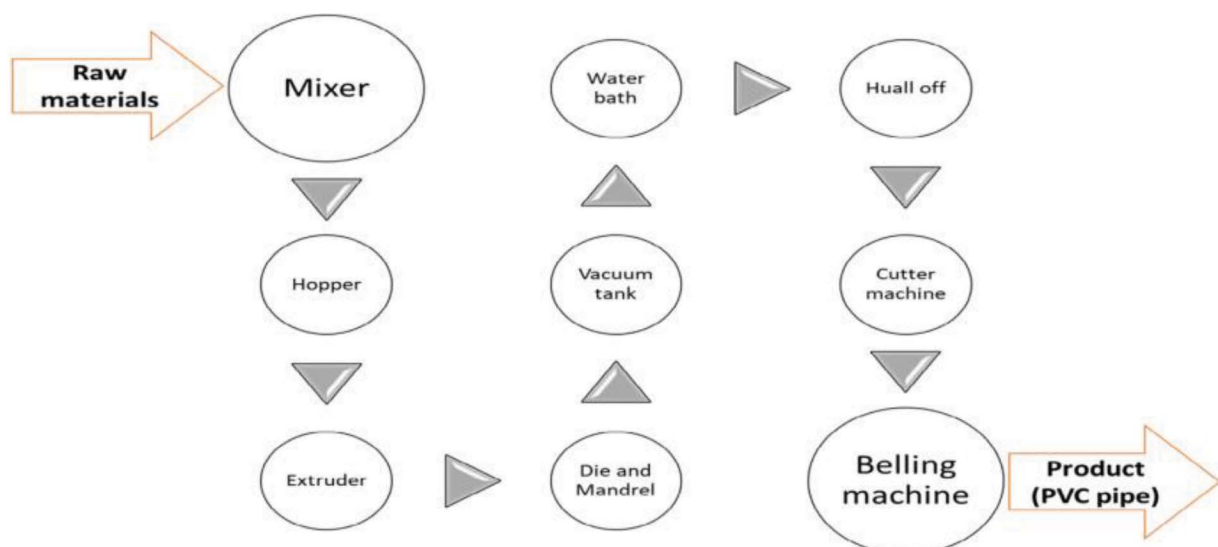 Raw
materials
Mixer
Hopper
Extruder
Die and
Mandrel
Vacuum
tank
Water
bath
Huall off
Cutter
machine
Belling
machine
Product
(PVC pipe)